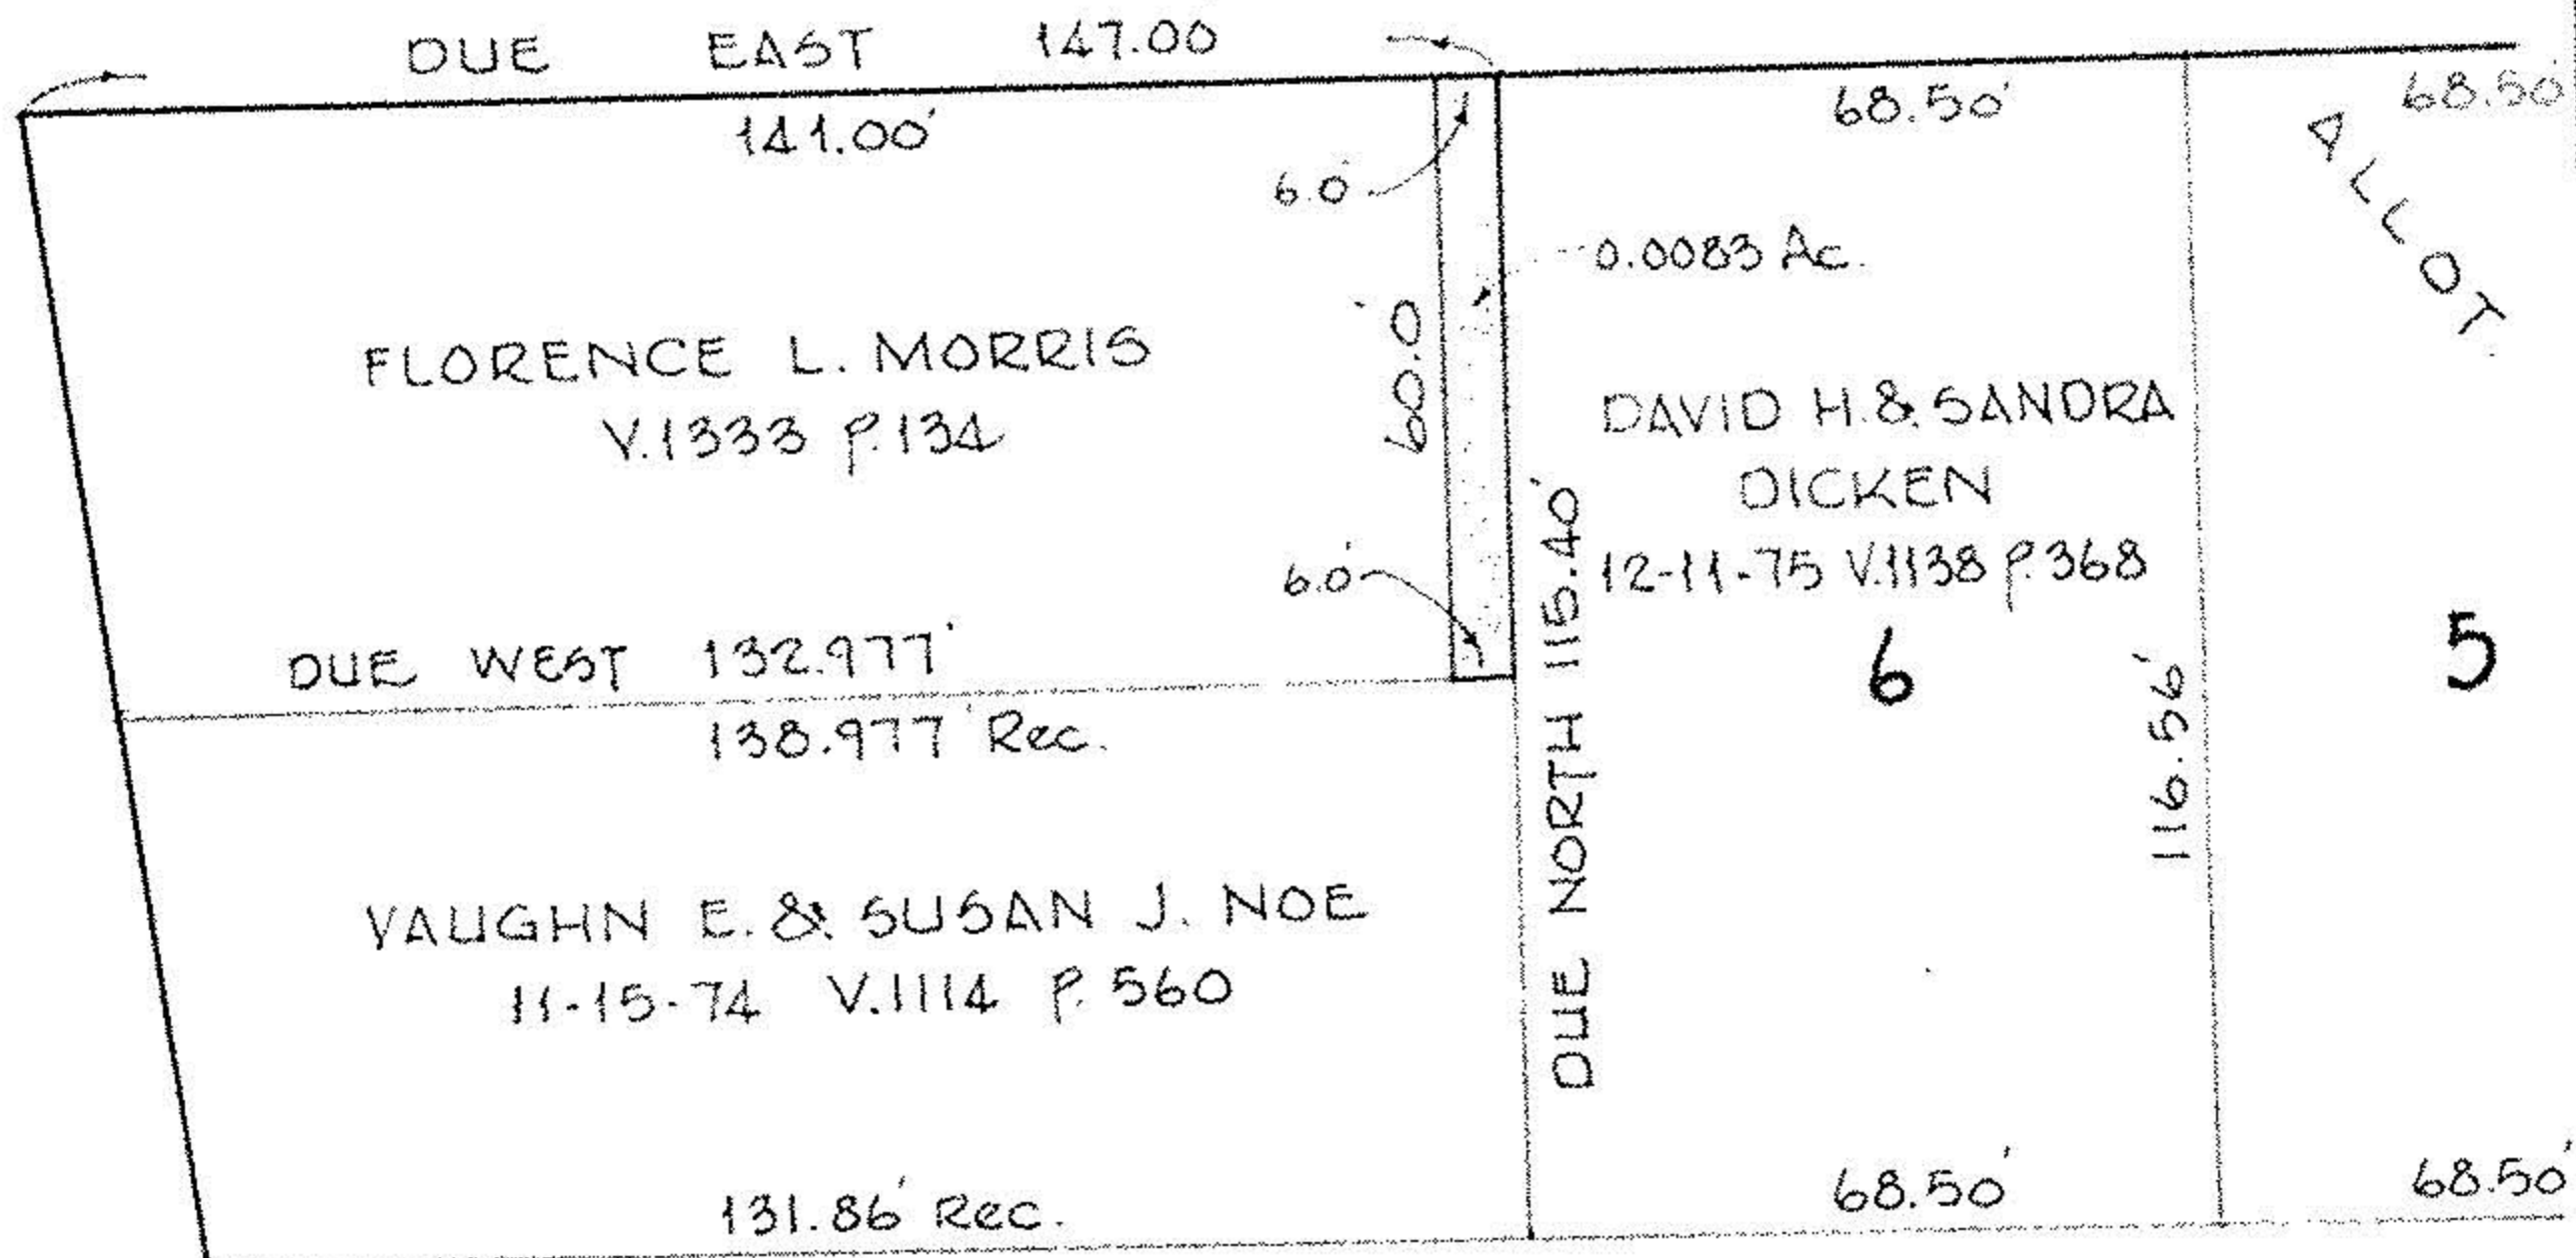 DUE EAST 147.00
141.00'
68.50'
68.50'
ALLOT.
6.0'
0.0083 Ac.
60.0'
FLORENCE L. MORRIS
V.1333 P.134
DAVID H. & SANDRA
DICKEN
12-11-75 V.1138 P.368
6
5
6.0'
DUE NORTH 115.40'
116.56'
DUE WEST 132.977'
138.977' Rec.
VAUGHN E. & SUSAN J. NOE
11-15-74 V.1114 P. 560
131.86' Rec.
68.50'
68.50'